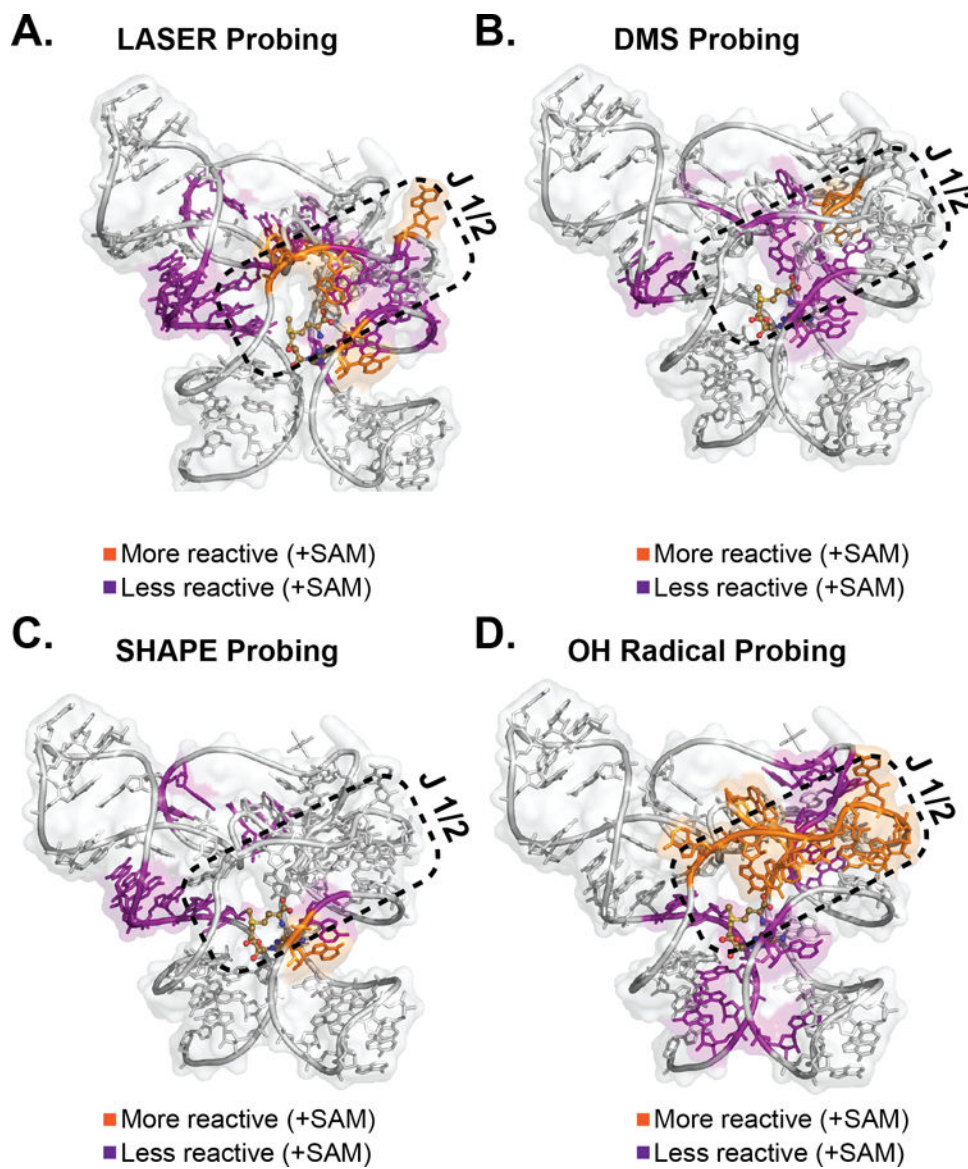 A. LASER Probing
J 1/2
More reactive (+SAM)
Less reactive (+SAM)
B. DMS Probing
J 1/2
More reactive (+SAM)
Less reactive (+SAM)
C. SHAPE Probing
J 1/2
More reactive (+SAM)
Less reactive (+SAM)
D. OH Radical Probing
J 1/2
More reactive (+SAM)
Less reactive (+SAM)